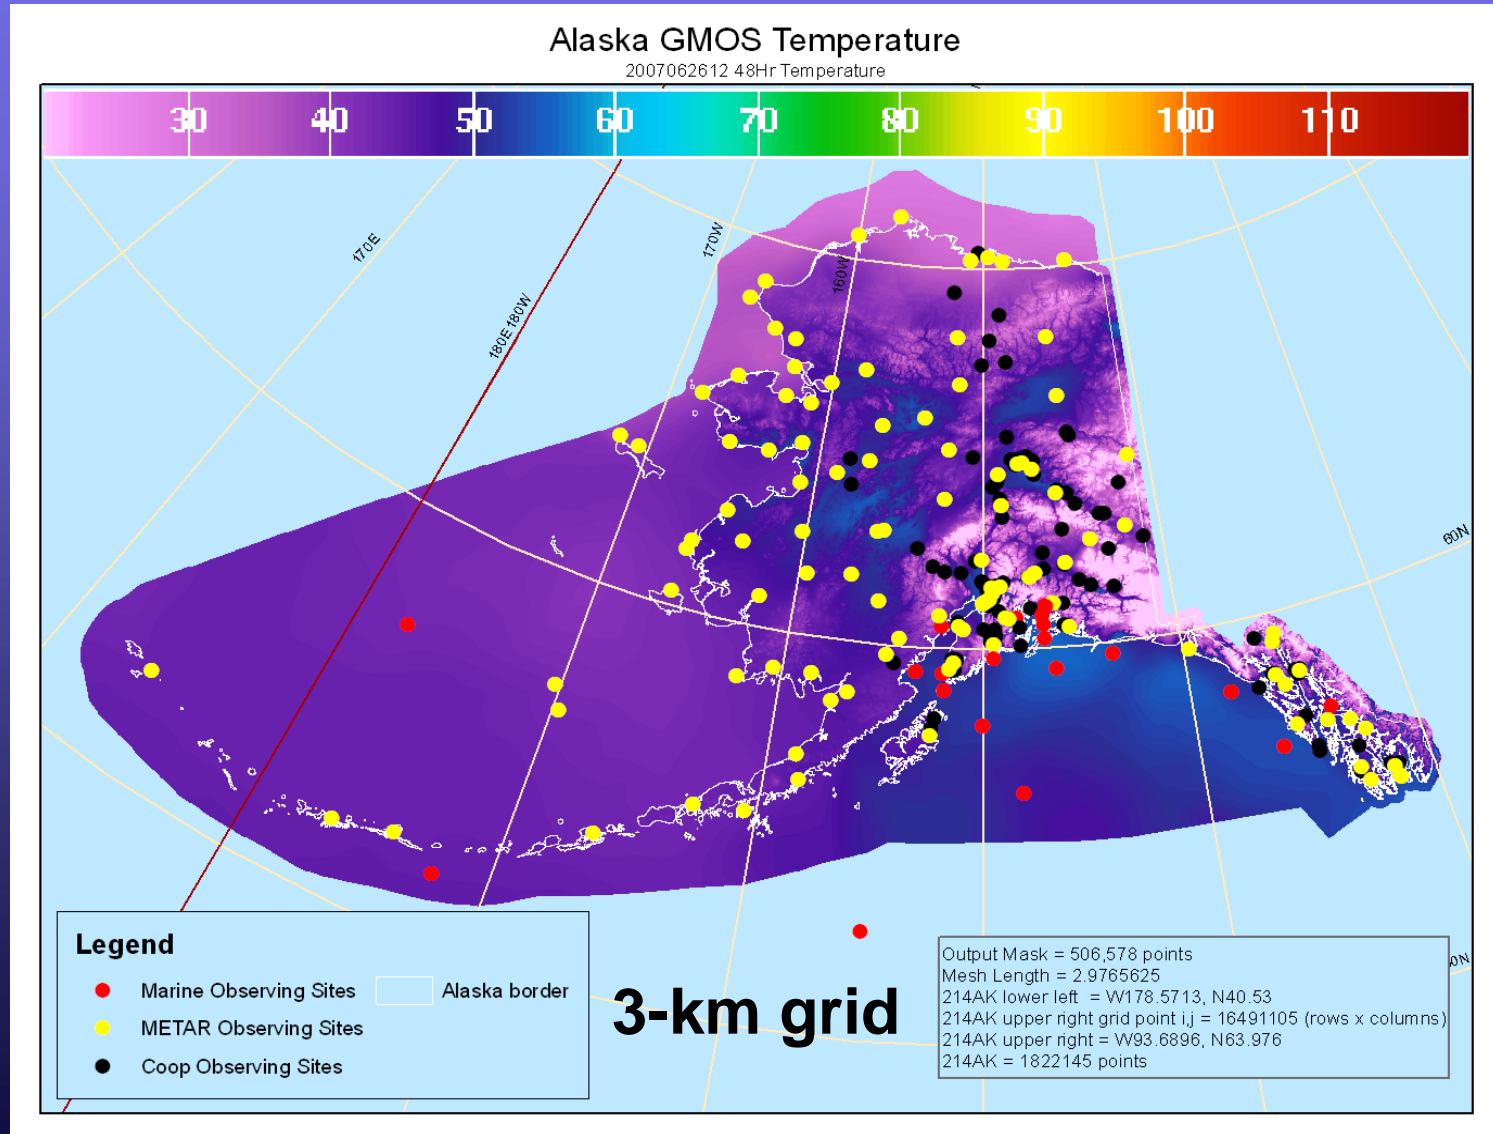 Alaska GMOS Temperature
2007062612 48Hr Temperature
30 40 50 60 70 80 90 100 110
170E
180E 180W
170W
160W
60N
Legend
Marine Observing Sites
Alaska border
METAR Observing Sites
Coop Observing Sites
3-km grid
Output Mask = 506,578 points
Mesh Length = 2.9765625
214AK lower left = W178.5713, N40.53
214AK upper right grid point i,j = 16491105 (rows x columns)
214AK upper right = W93.6896, N63.976
214AK = 1822145 points